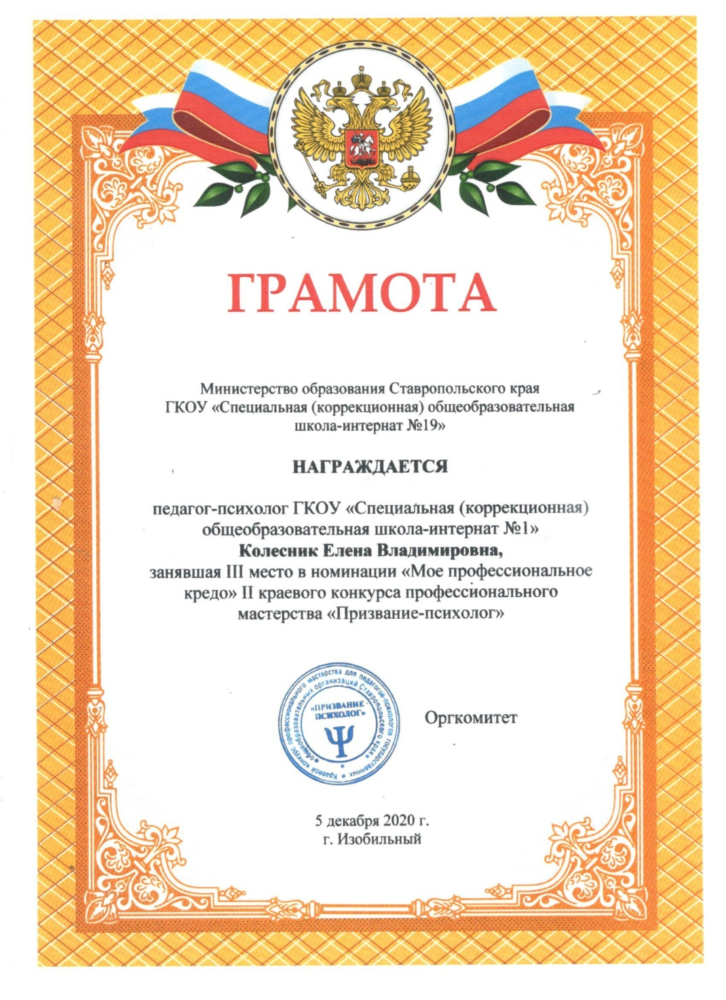 ГРАМОТА
Министерство образования Ставропольского края
ГКОУ «Специальная (коррекционная) общеобразовательная
школа-интернат №19»
НАГРАЖДАЕТСЯ
педагог-психолог ГКОУ «Специальная (коррекционная)
общеобразовательная школа-интернат №1»
Колесник Елена Владимировна,
занявшая III место в номинации «Мое профессиональное
кредо» II краевого конкурса профессионального
мастерства «Призвание-психолог»
Краевой конкурс профессионального мастерства для педагогов-психологов государственных
общеобразовательных организаций Ставропольского края
«ПРИЗВАНИЕ
ПСИХОЛОГ»
Ψ
Оргкомитет
5 декабря 2020 г.
г. Изобильный